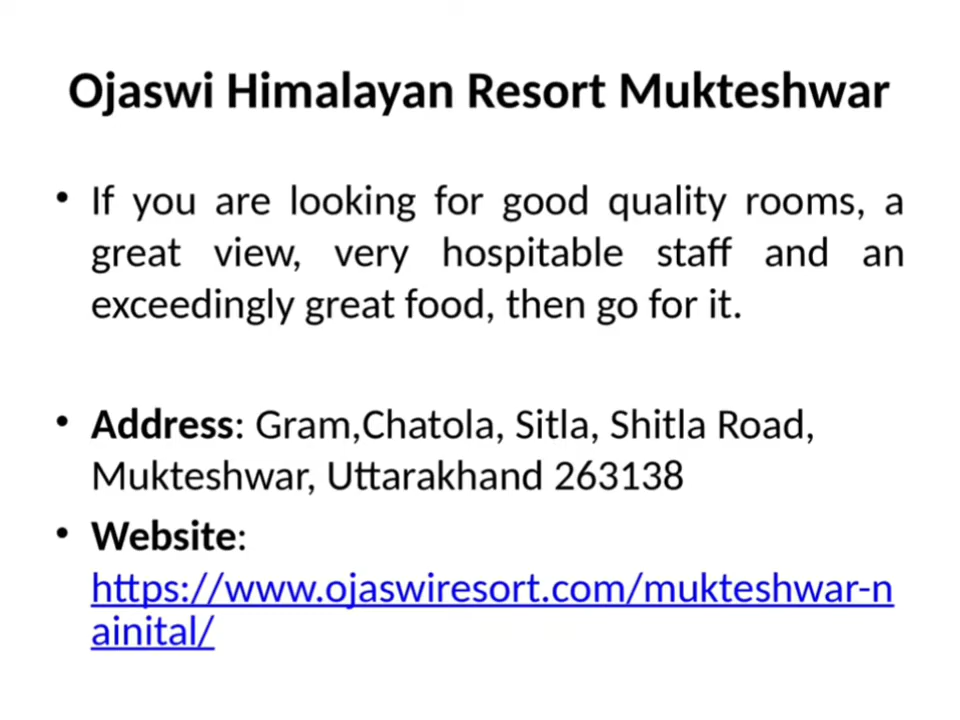 Ojaswi Himalayan Resort Mukteshwar
• If you are looking for good quality rooms, a
great view, very hospitable staff and an
exceedingly great food, then go for it.
• Address: Gram,Chatola, Sitla, Shitla Road,
Mukteshwar, Uttarakhand 263138
• Website:
https://www.ojaswiresort.com/mukteshwar-n
ainital/